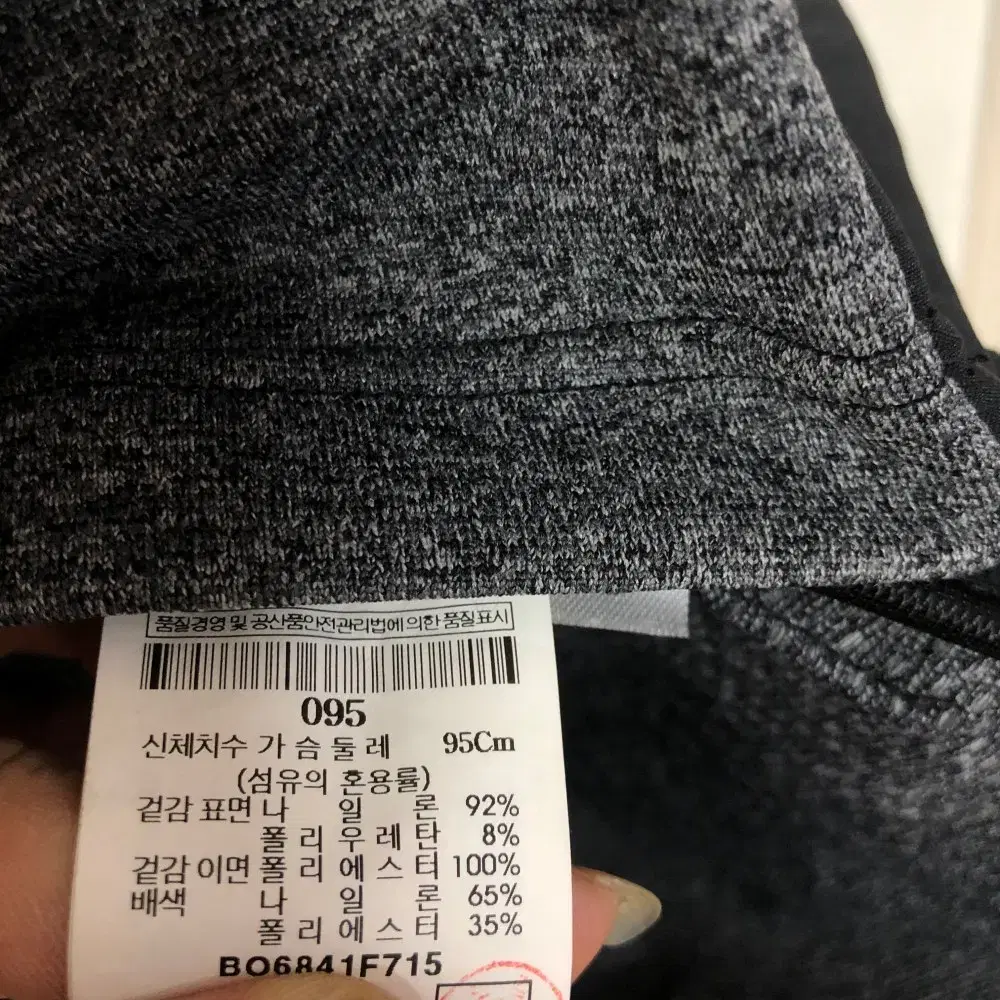 품질경영 및 공산품안전관리법에 의한 품질표시
095
신체치수 가 슴 둘 레 95Cm
(섬유의 혼용률)
겉감 표면 나 일 론 92%
폴 리 우 레 탄 8%
겉감 이면 폴 리 에 스 터 100%
배색 나 일 론 65%
폴 리 에 스 터 35%
BO6841F715